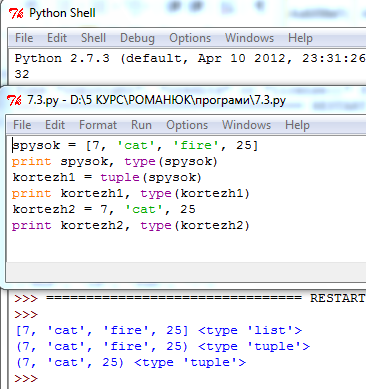 Python Shell
File Edit Shell Debug Options Windows Help
Python 2.7.3 (default, Apr 10 2012, 23:31:26
32
7.3.py - D:\5 КУРС\РОМАНЮК\програми\7.3.py
File Edit Format Run Options Windows Help
spysok = [7, 'cat', 'fire', 25]
print spysok, type(spysok)
kortezh1 = tuple(spysok)
print kortezh1, type(kortezh1)
kortezh2 = 7, 'cat', 25
print kortezh2, type(kortezh2)
>>> ================================ RESTART
>>>
[7, 'cat', 'fire', 25] <type 'list'>
(7, 'cat', 'fire', 25) <type 'tuple'>
(7, 'cat', 25) <type 'tuple'>
>>>